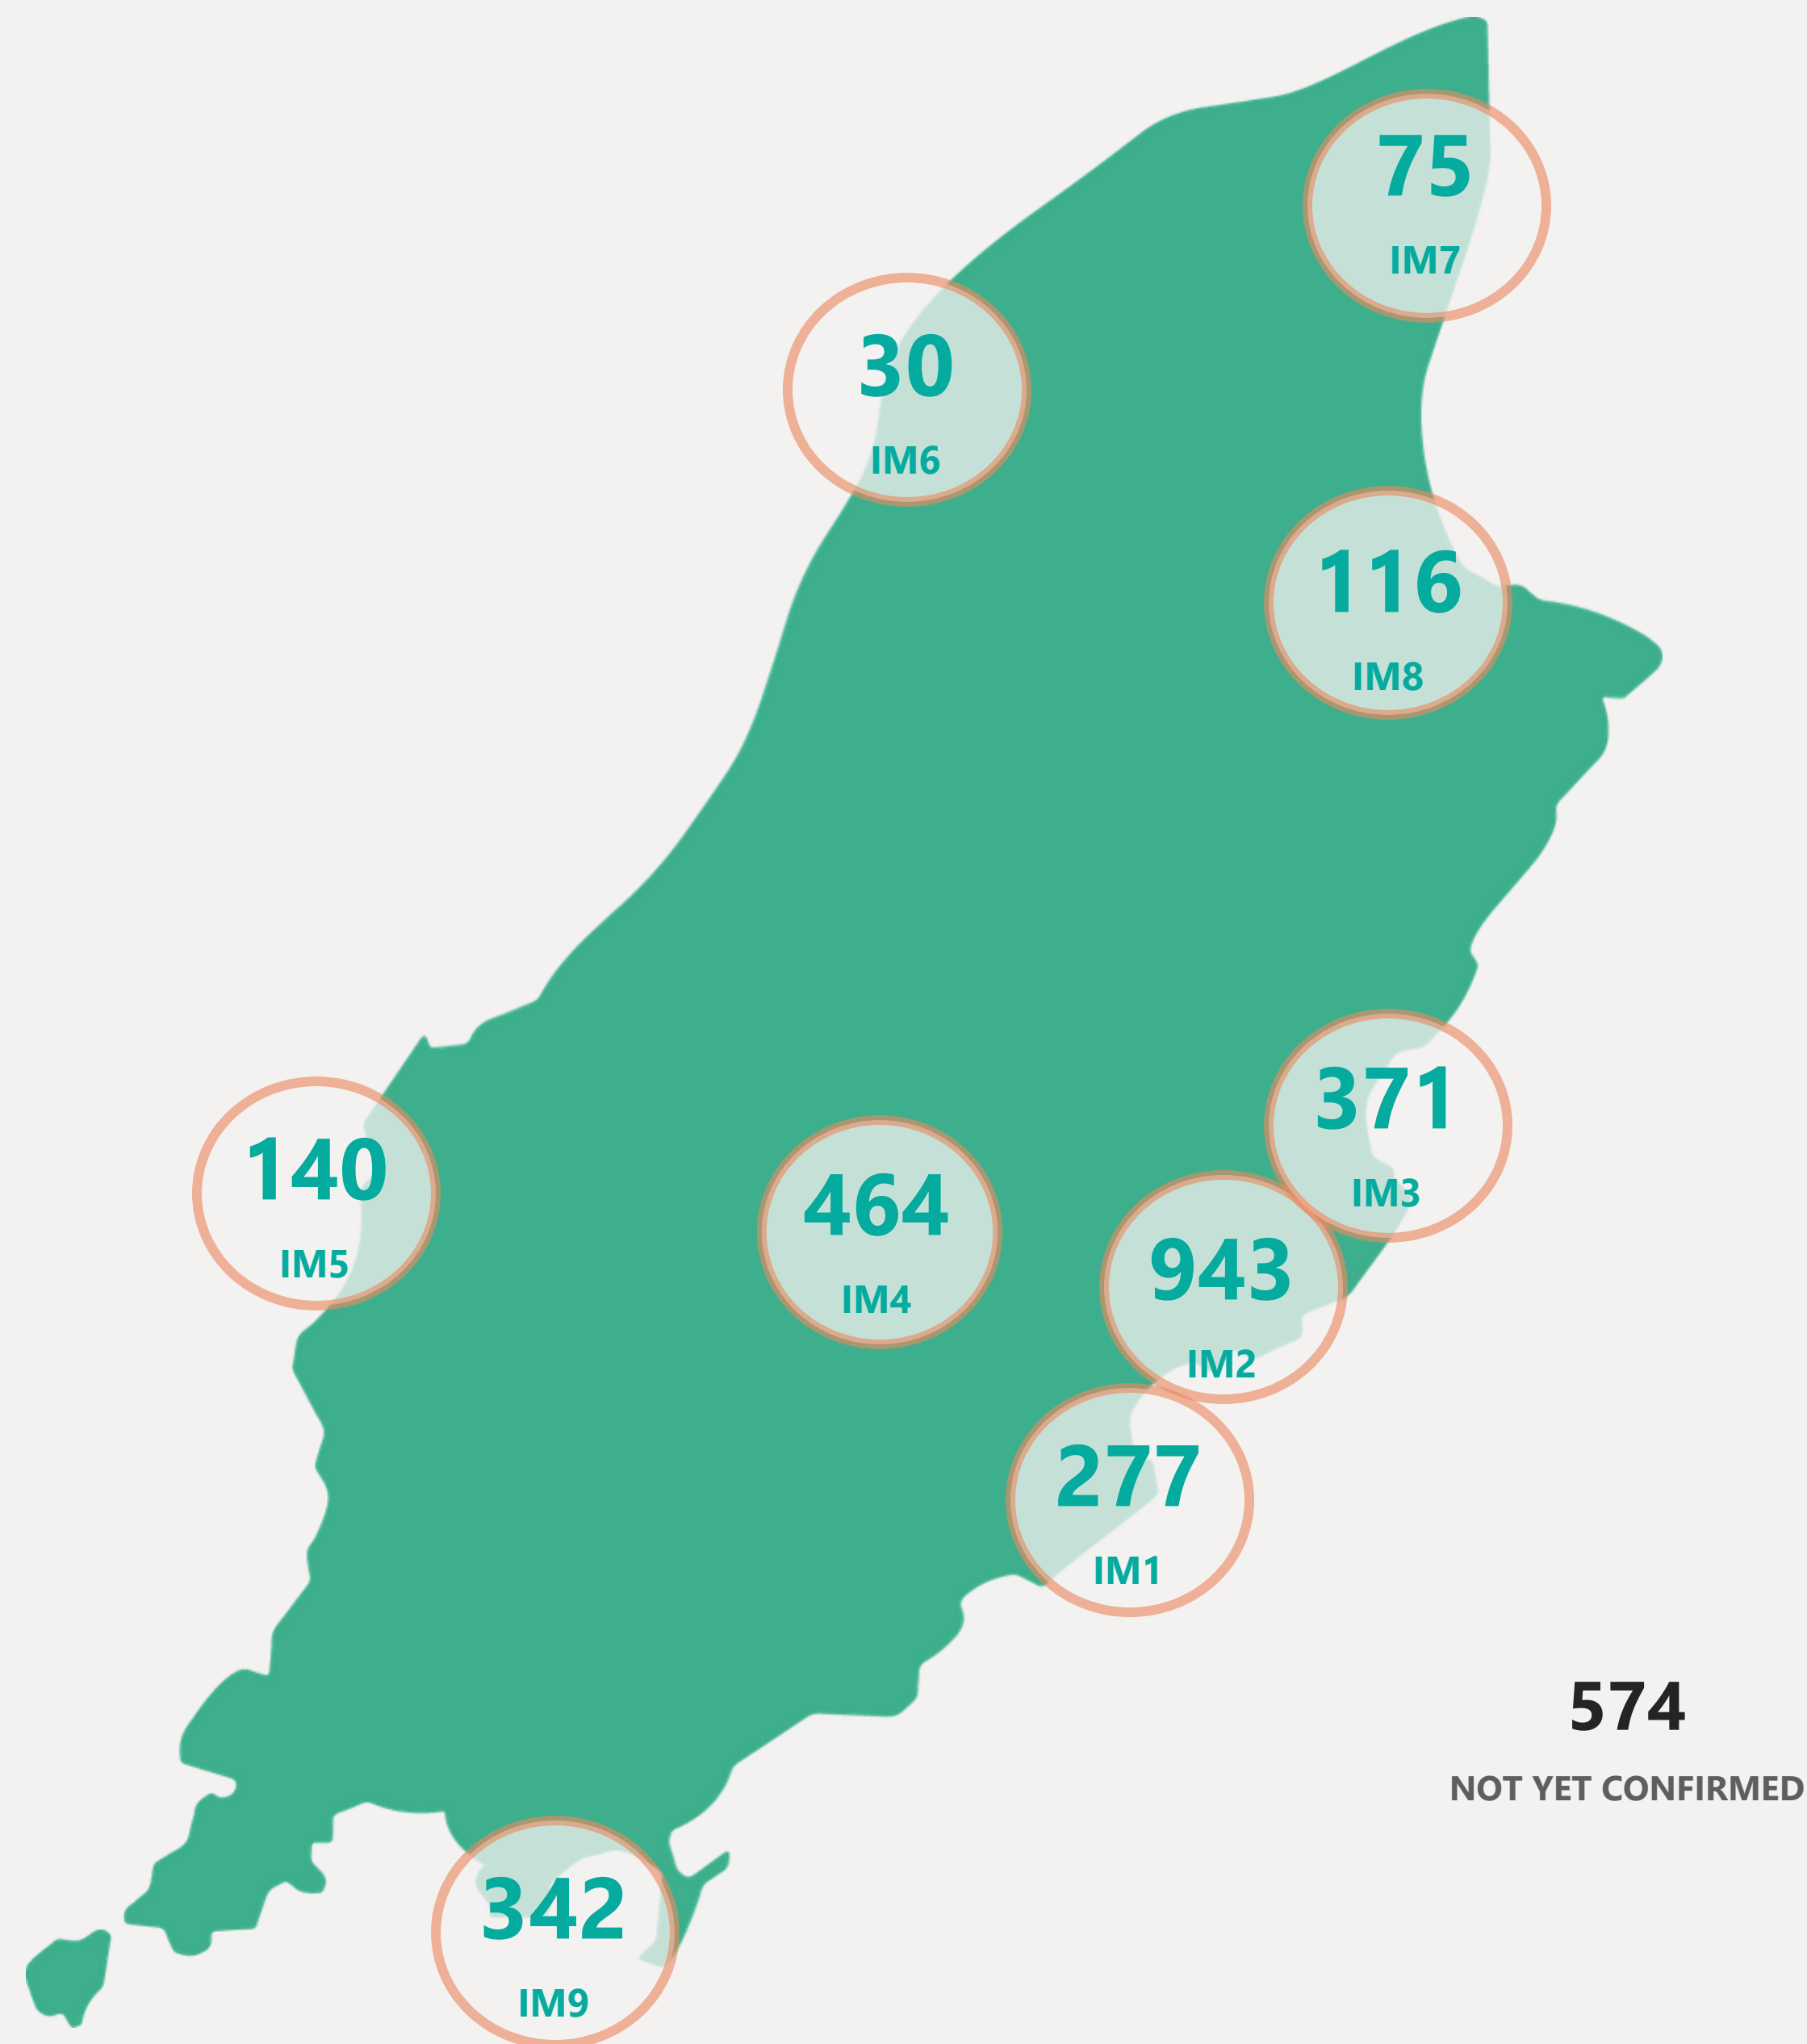 75
IM7
30
IM6
116
IM8
371
IM3
140
IM5
464
IM4
943
IM2
277
IM1
574
NOT YET CONFIRMED
342
IM9